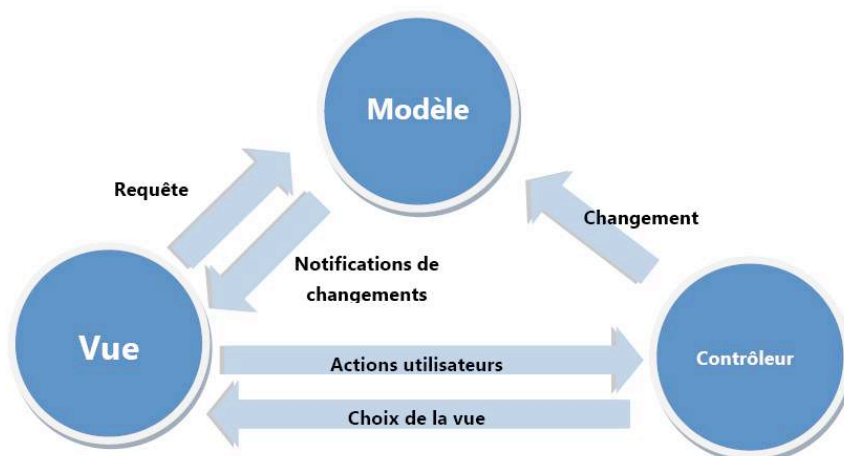 Modèle
Requête
Changement
Notifications de
changements
Vue
Actions utilisateurs
Contrôleur
Choix de la vue